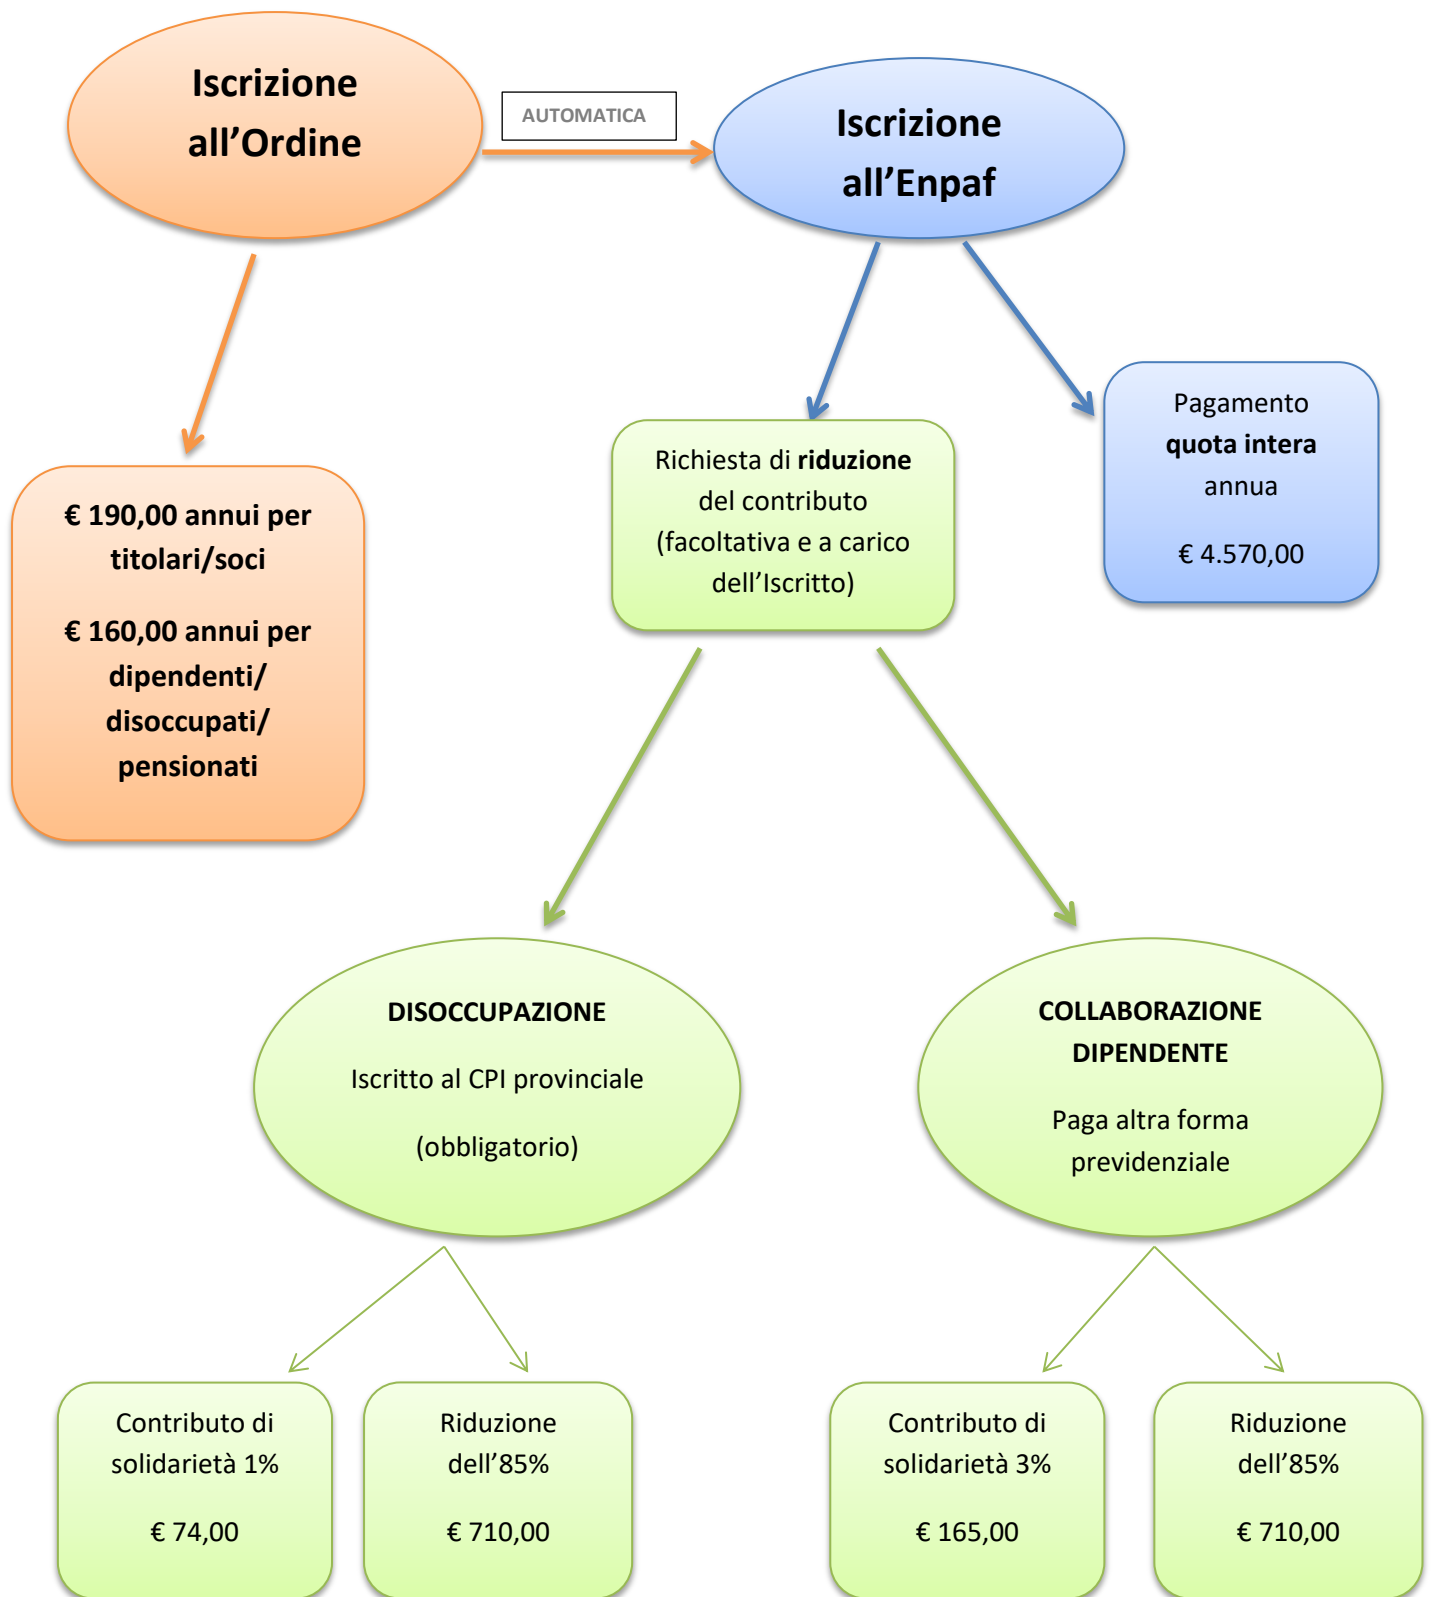 Iscrizione
all’Ordine
AUTOMATICA
Iscrizione
all’Enpaf
€ 190,00 annui per
titolari/soci
€ 160,00 annui per
dipendenti/
disoccupati/
pensionati
Richiesta di riduzione
del contributo
(facoltativa e a carico
dell’Iscritto)
Pagamento
quota intera
annua
€ 4.570,00
DISOCCUPAZIONE
Iscritto al CPI provinciale
(obbligatorio)
COLLABORAZIONE
DIPENDENTE
Paga altra forma
previdenziale
Contributo di
solidarietà 1%
€ 74,00
Riduzione
dell’85%
€ 710,00
Contributo di
solidarietà 3%
€ 165,00
Riduzione
dell’85%
€ 710,00